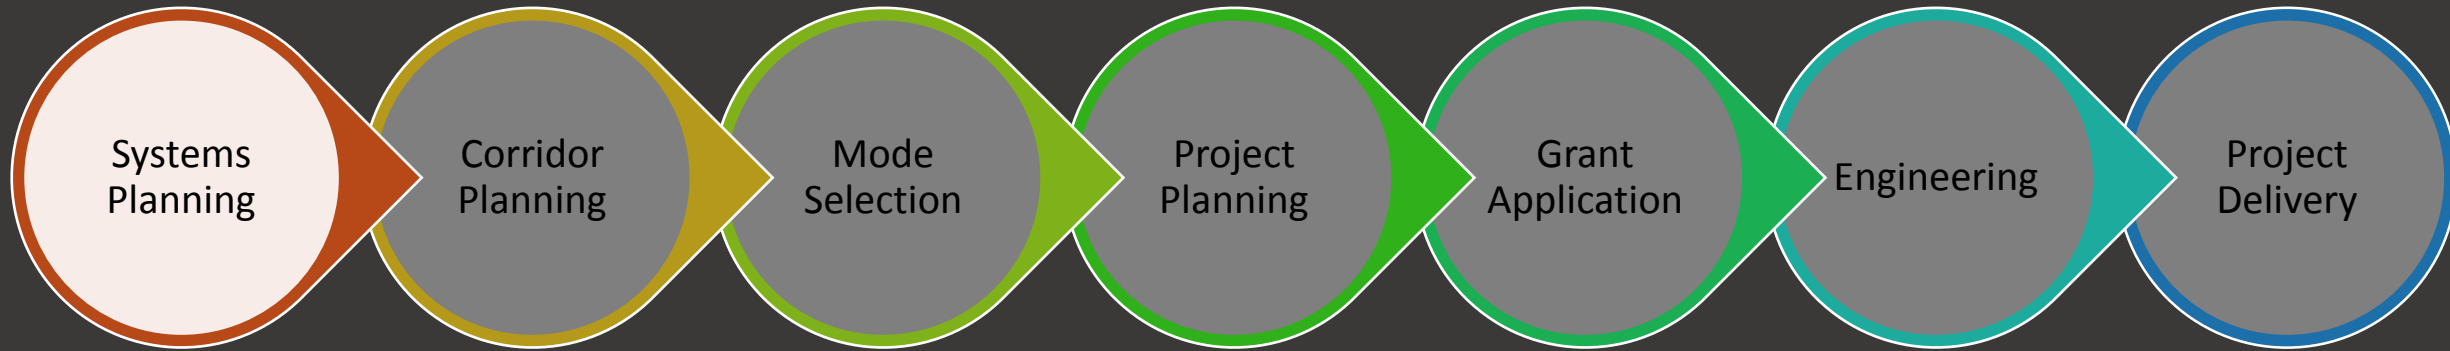 Systems
Planning
Corridor
Planning
Mode
Selection
Project
Planning
Grant
Application
Engineering
Project
Delivery